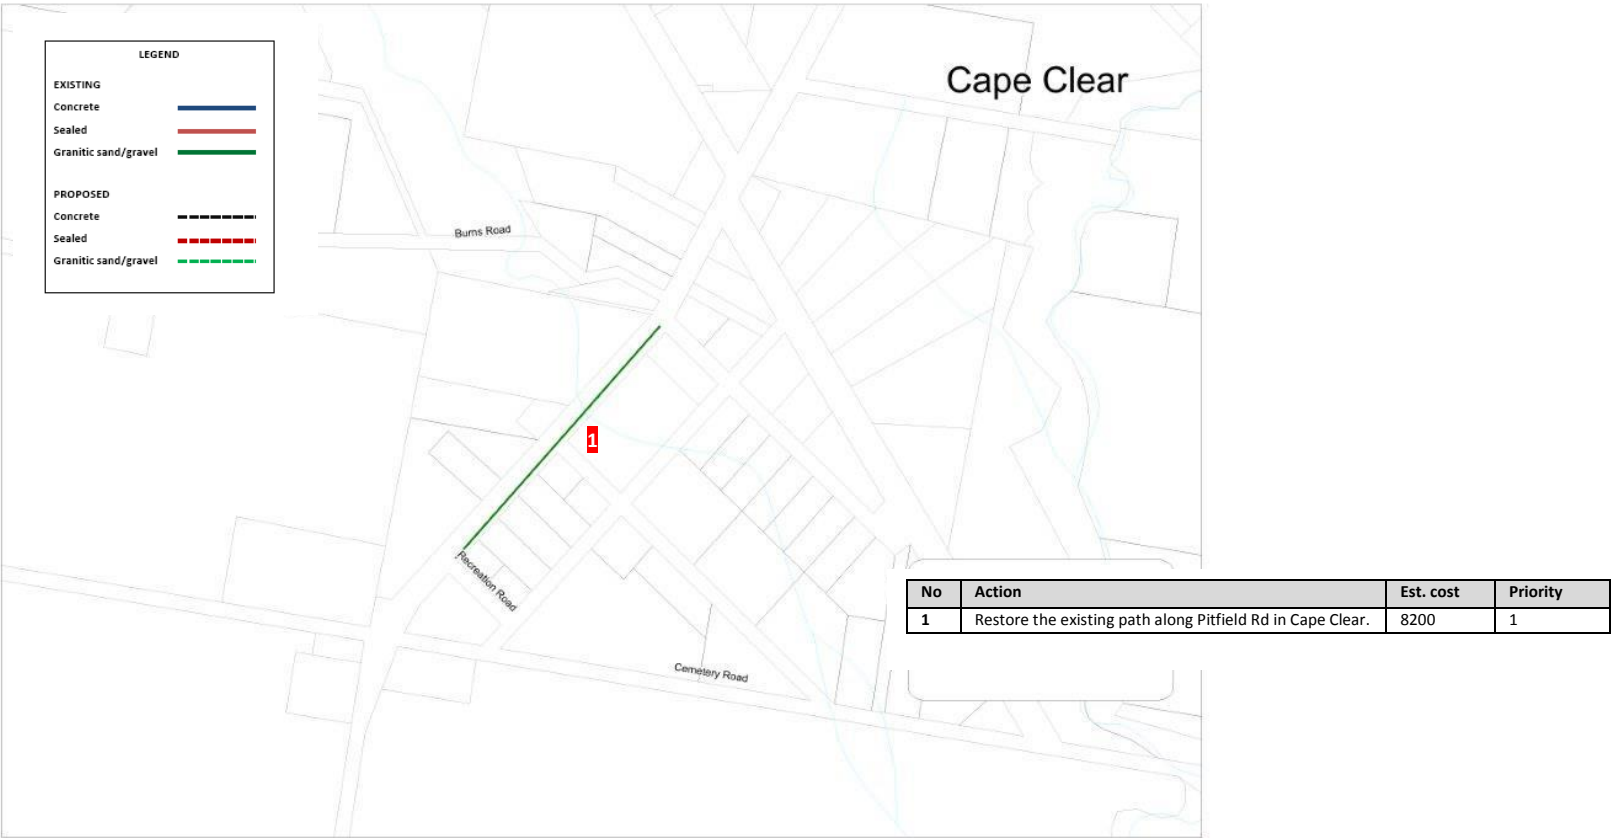 LEGEND
EXISTING
Concrete
Sealed
Granitic sand/gravel
PROPOSED
Concrete
Sealed
Granitic sand/gravel
Cape Clear
Burns Road
1
Recreation Road
Cemetery Road
No Action Est. cost Priority
1 Restore the existing path along Pitfield Rd in Cape Clear. 8200 1